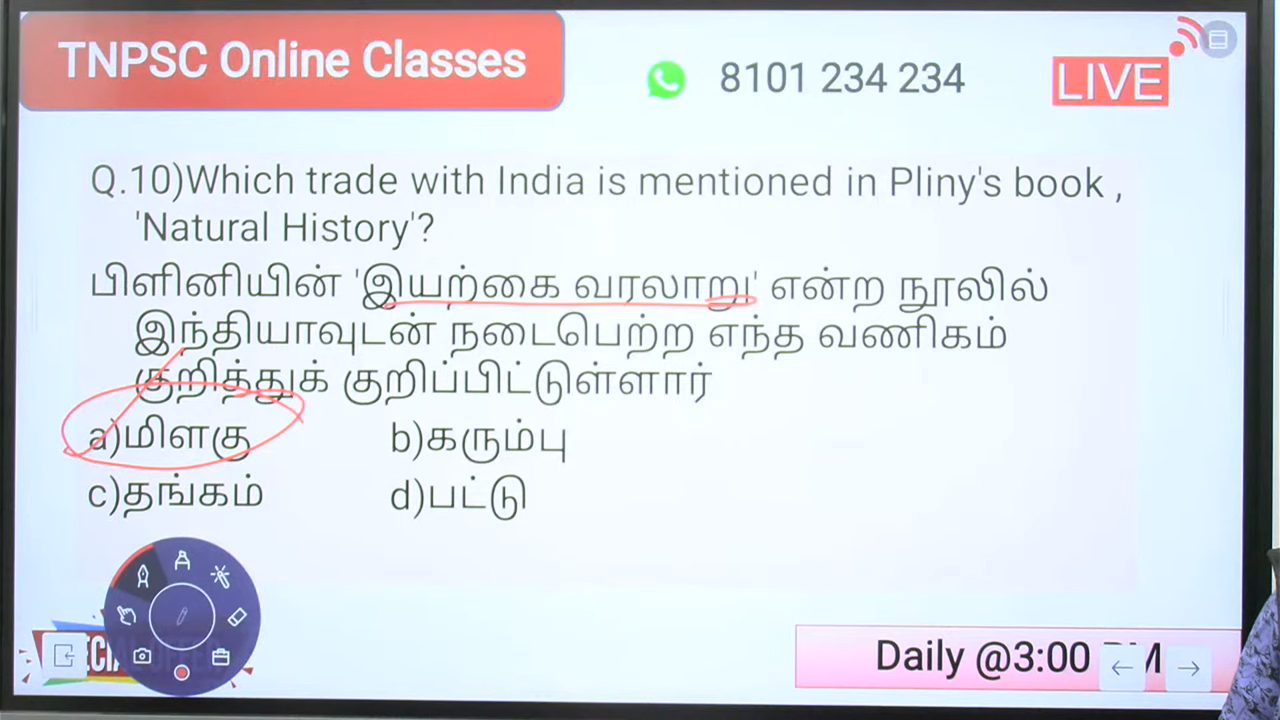 TNPSC Online Classes
8101 234 234
LIVE
Q.10)Which trade with India is mentioned in Pliny's book ,
'Natural History'?
பிளினியின் 'இயற்கை வரலாறு' என்ற நூலில்
இந்தியாவுடன் நடைபெற்ற எந்த வணிகம்
குறித்துக் குறிப்பிட்டுள்ளார்
a)மிளகு b)கரும்பு
c)தங்கம் d)பட்டு
Daily @3:00